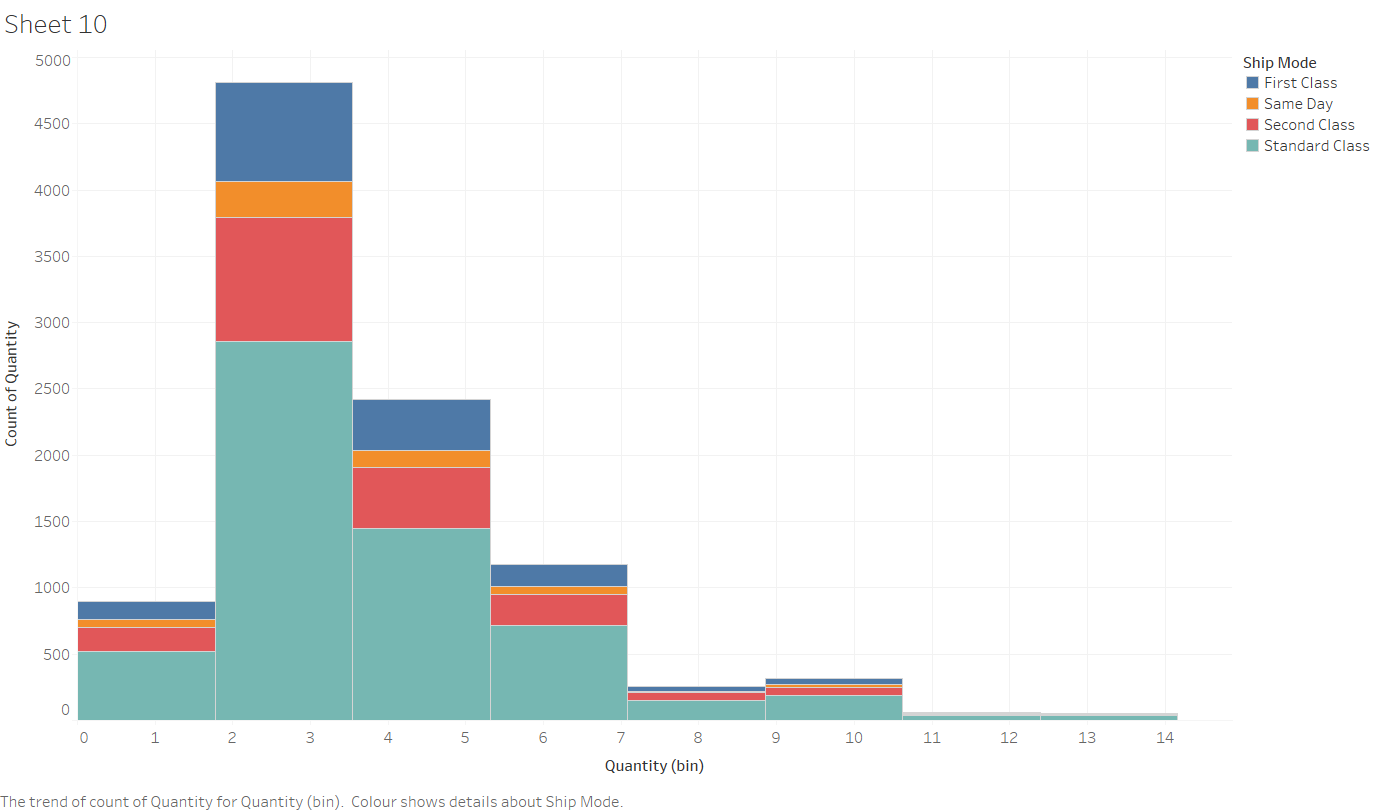 Sheet 10
Ship Mode
First Class
Same Day
Second Class
Standard Class
5000
4500
4000
3500
3000
2500
2000
1500
1000
500
0
Count of Quantity
0 1 2 3 4 5 6 7 8 9 10 11 12 13 14
Quantity (bin)
The trend of count of Quantity for Quantity (bin).  Colour shows details about Ship Mode.